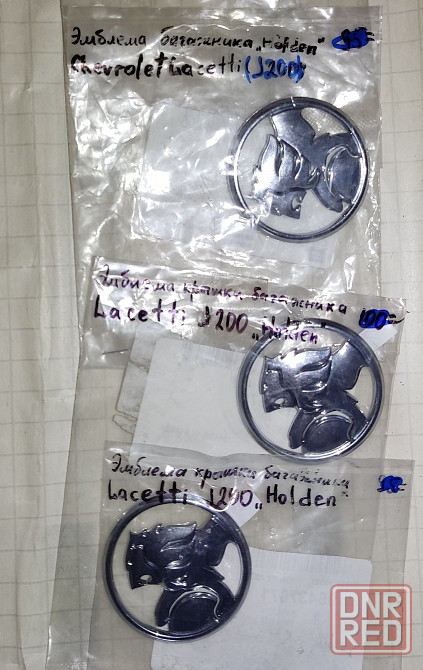 Эмблема багажника „Holden"
Chevrolet Lacetti (J200)
Эмблема крышки багажника
Lacetti J200 „Holden"
Эмблема крышки багажника
Lacetti J200 „Holden"
DNR
RED